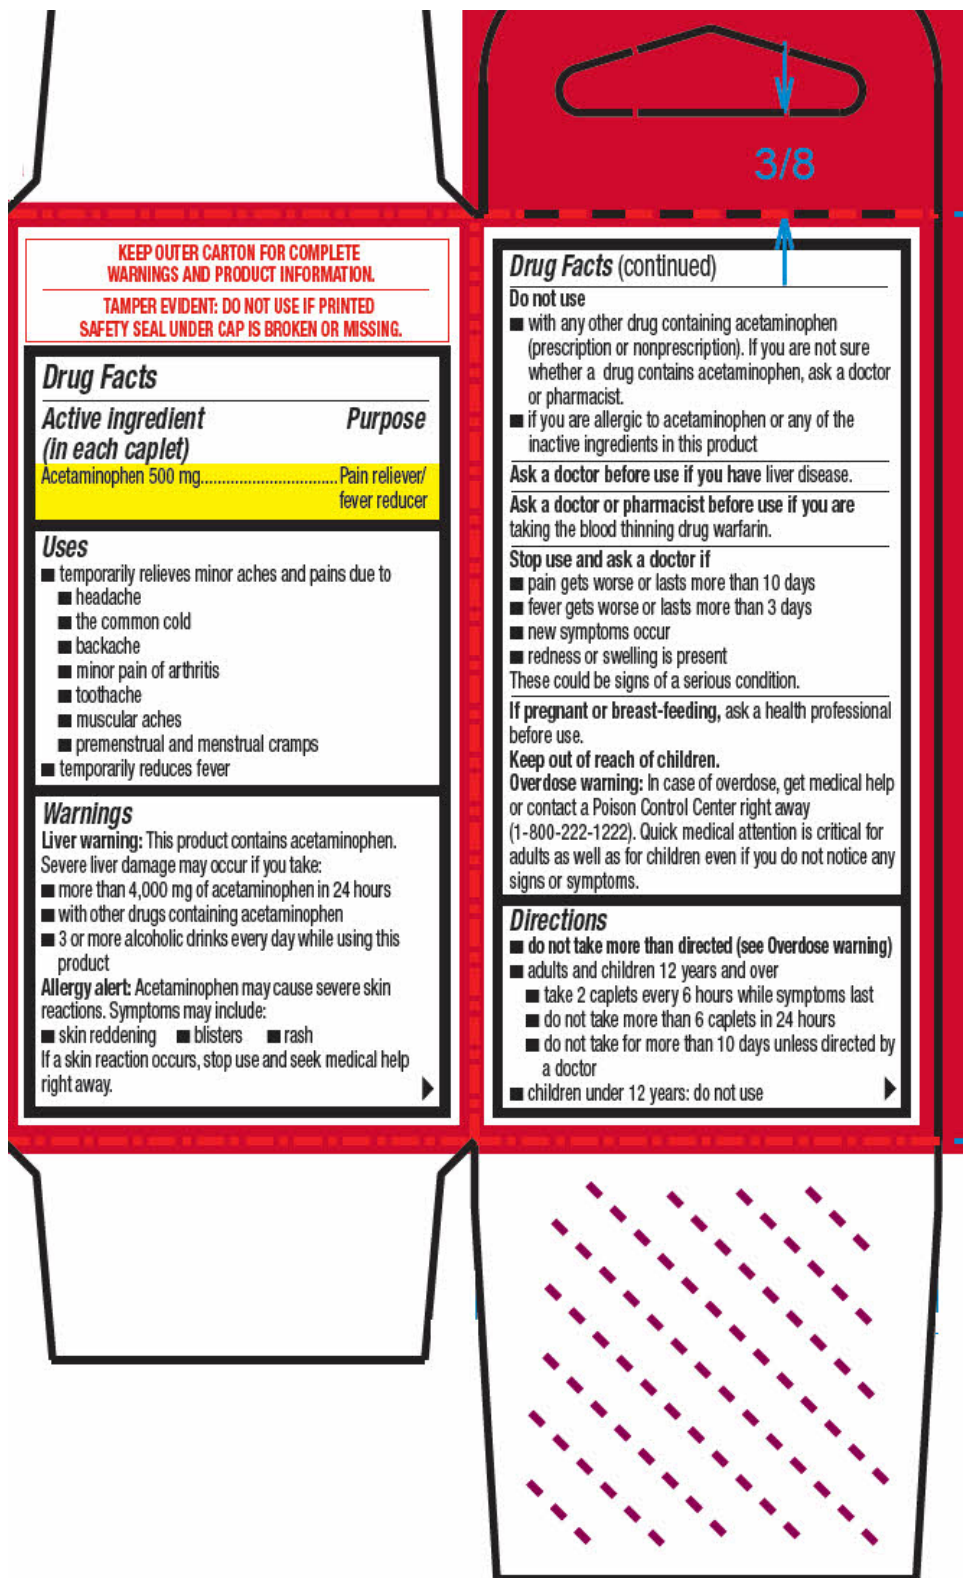 3/8
KEEP OUTER CARTON FOR COMPLETE
WARNINGS AND PRODUCT INFORMATION.
TAMPER EVIDENT: DO NOT USE IF PRINTED
SAFETY SEAL UNDER CAP IS BROKEN OR MISSING.
Drug Facts
Active ingredient Purpose
(in each caplet)
Acetaminophen 500 mg................................Pain reliever/
fever reducer
Uses
■ temporarily relieves minor aches and pains due to
■ headache
■ the common cold
■ backache
■ minor pain of arthritis
■ toothache
■ muscular aches
■ premenstrual and menstrual cramps
■ temporarily reduces fever
Warnings
Liver warning: This product contains acetaminophen.
Severe liver damage may occur if you take:
■ more than 4,000 mg of acetaminophen in 24 hours
■ with other drugs containing acetaminophen
■ 3 or more alcoholic drinks every day while using this
product
Allergy alert: Acetaminophen may cause severe skin
reactions. Symptoms may include:
■ skin reddening ■ blisters ■ rash
If a skin reaction occurs, stop use and seek medical help
right away.
Drug Facts (continued)
Do not use
■ with any other drug containing acetaminophen
(prescription or nonprescription). If you are not sure
whether a drug contains acetaminophen, ask a doctor
or pharmacist.
■ if you are allergic to acetaminophen or any of the
inactive ingredients in this product
Ask a doctor before use if you have liver disease.
Ask a doctor or pharmacist before use if you are
taking the blood thinning drug warfarin.
Stop use and ask a doctor if
■ pain gets worse or lasts more than 10 days
■ fever gets worse or lasts more than 3 days
■ new symptoms occur
■ redness or swelling is present
These could be signs of a serious condition.
If pregnant or breast-feeding, ask a health professional
before use.
Keep out of reach of children.
Overdose warning: In case of overdose, get medical help
or contact a Poison Control Center right away
(1-800-222-1222). Quick medical attention is critical for
adults as well as for children even if you do not notice any
signs or symptoms.
Directions
■ do not take more than directed (see Overdose warning)
■ adults and children 12 years and over
■ take 2 caplets every 6 hours while symptoms last
■ do not take more than 6 caplets in 24 hours
■ do not take for more than 10 days unless directed by
a doctor
■ children under 12 years: do not use